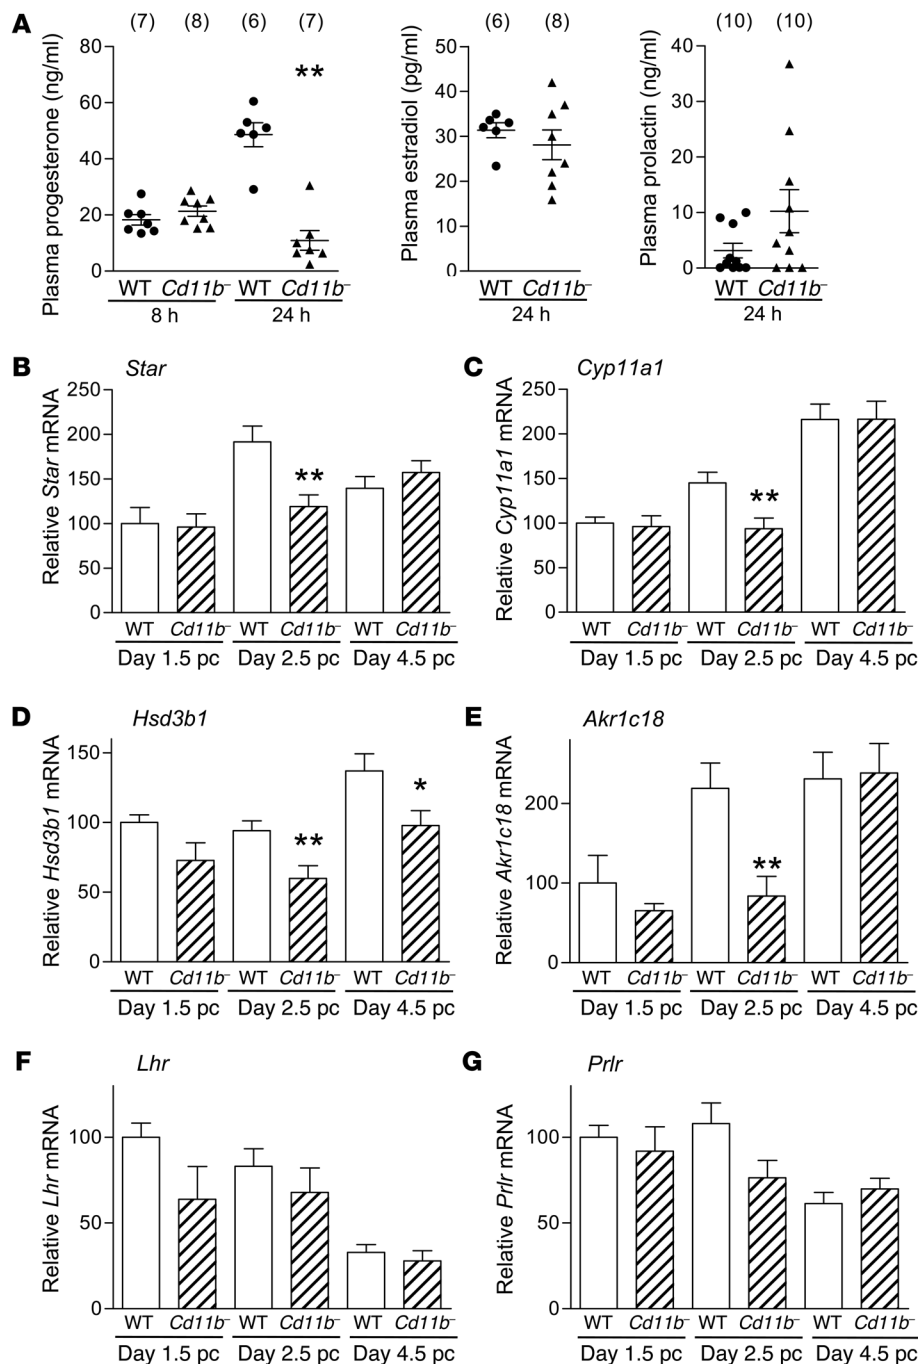 A
(7) (8) (6) (7)
Plasma progesterone (ng/ml)
80
60
40
20
0
**
WT Cd11b⁻ WT Cd11b⁻
8 h 24 h
(6) (8)
Plasma estradiol (pg/ml)
50
40
30
20
10
0
WT Cd11b⁻
24 h
(10) (10)
Plasma prolactin (ng/ml)
40
30
20
10
0
WT Cd11b⁻
24 h
B
Star
Relative Star mRNA
250
200
150
100
50
0
**
WT Cd11b⁻ WT Cd11b⁻ WT Cd11b⁻
Day 1.5 pc Day 2.5 pc Day 4.5 pc
C
Cyp11a1
Relative Cyp11a1 mRNA
250
200
150
100
50
0
**
WT Cd11b⁻ WT Cd11b⁻ WT Cd11b⁻
Day 1.5 pc Day 2.5 pc Day 4.5 pc
D
Hsd3b1
Relative Hsd3b1 mRNA
150
100
50
0
**
*
WT Cd11b⁻ WT Cd11b⁻ WT Cd11b⁻
Day 1.5 pc Day 2.5 pc Day 4.5 pc
E
Akr1c18
Relative Akr1c18 mRNA
200
100
0
**
WT Cd11b⁻ WT Cd11b⁻ WT Cd11b⁻
Day 1.5 pc Day 2.5 pc Day 4.5 pc
F
Lhr
Relative Lhr mRNA
100
50
0
WT Cd11b⁻ WT Cd11b⁻ WT Cd11b⁻
Day 1.5 pc Day 2.5 pc Day 4.5 pc
G
Prlr
Relative Prlr mRNA
100
50
0
WT Cd11b⁻ WT Cd11b⁻ WT Cd11b⁻
Day 1.5 pc Day 2.5 pc Day 4.5 pc